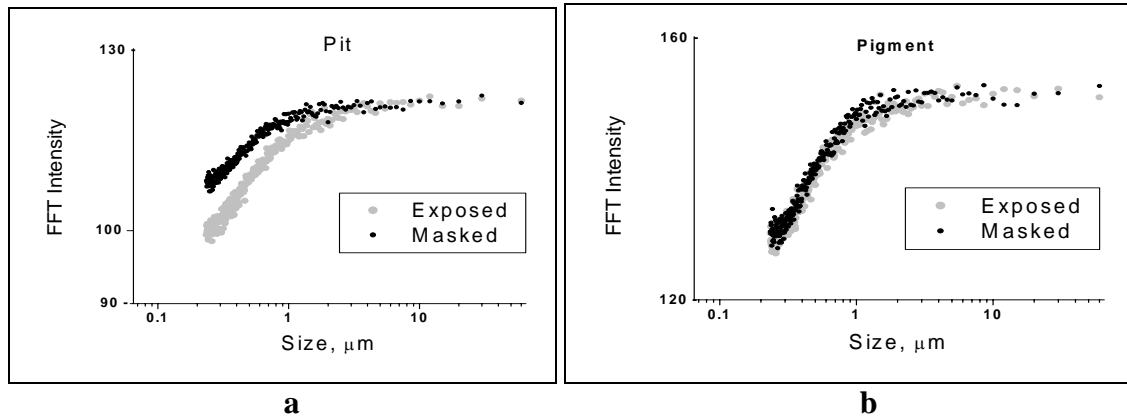 Pit
130
100
90
FFT Intensity
Exposed
Masked
0.1 1 10
Size, μm
a
Pigment
160
140
120
FFT Intensity
Exposed
Masked
0.1 1 10
Size, μm
b